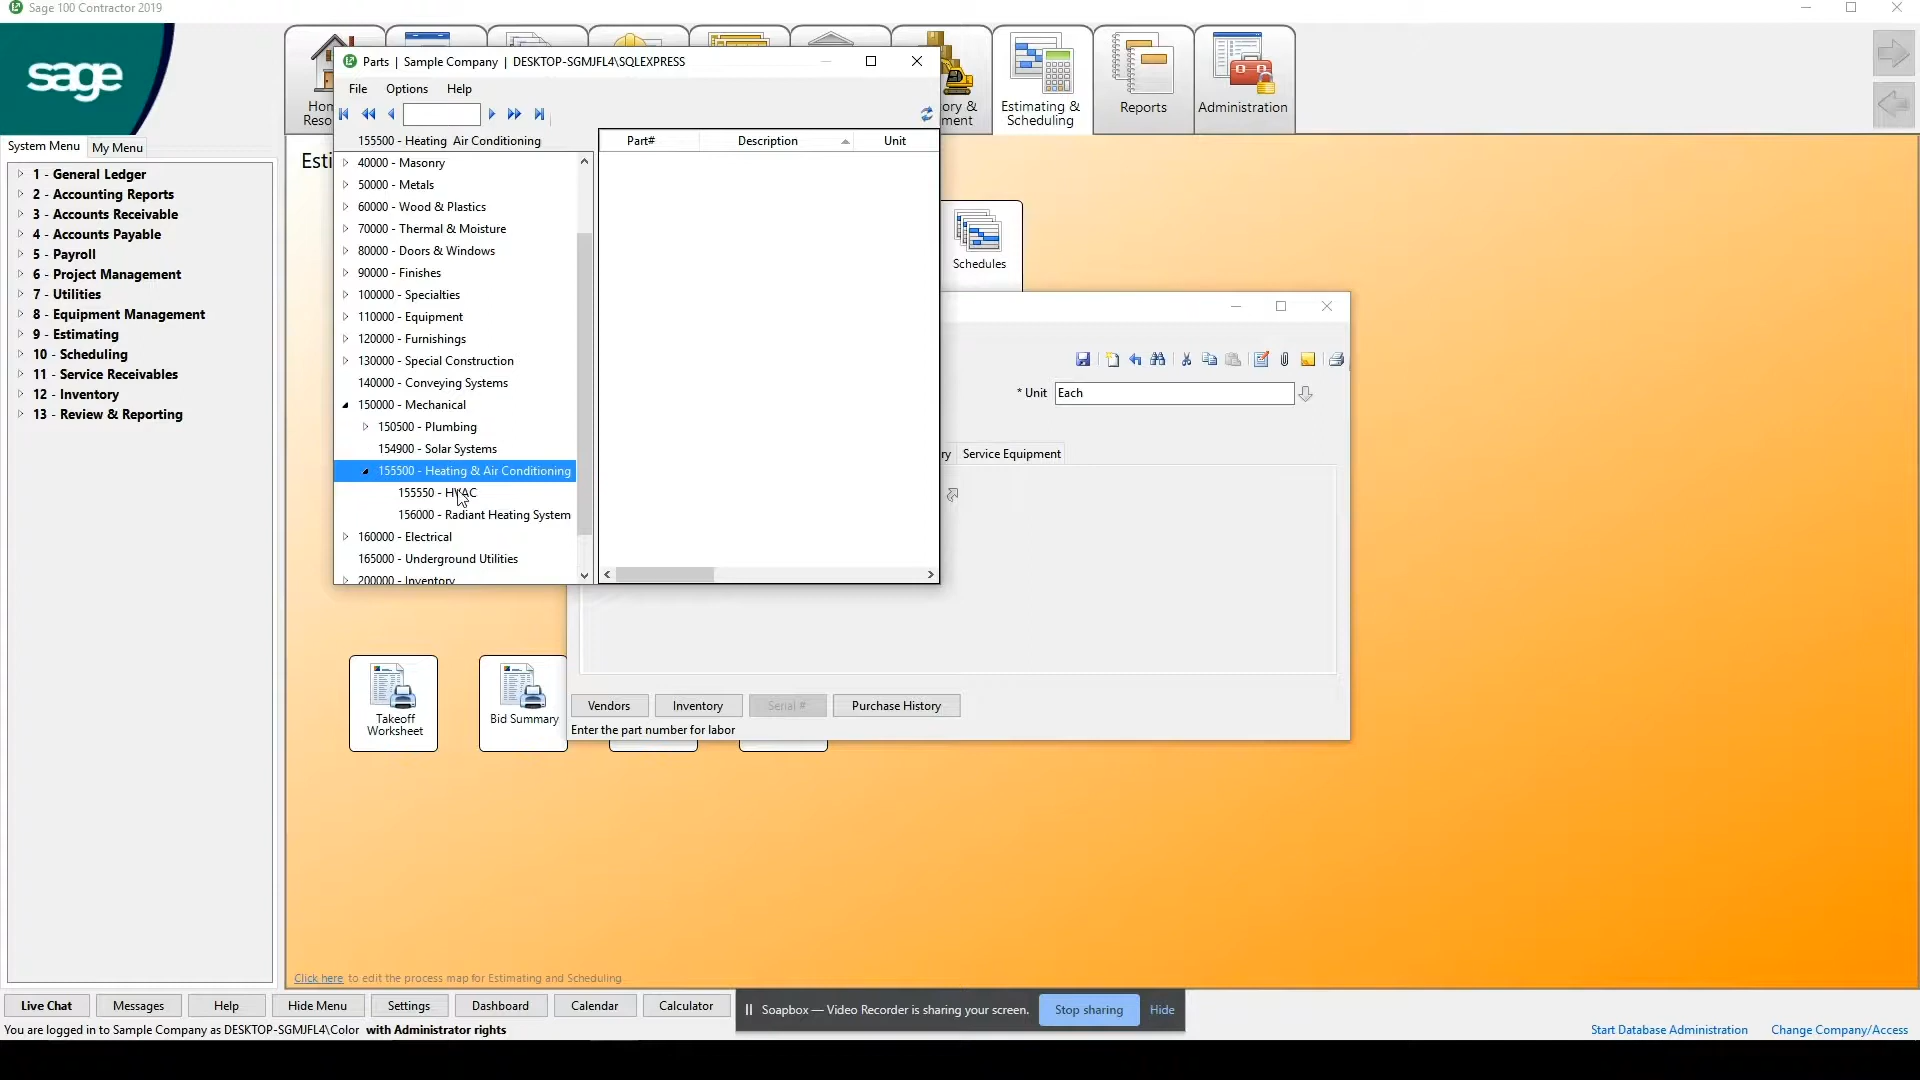 Sage 100 Contractor 2019
sage
Parts | Sample Company | DESKTOP-SGMJFL4\SQLEXPRESS
File Options Help
Estimating & Scheduling
Reports
Administration
System Menu My Menu
1 - General Ledger
2 - Accounting Reports
3 - Accounts Receivable
4 - Accounts Payable
5 - Payroll
6 - Project Management
7 - Utilities
8 - Equipment Management
9 - Estimating
10 - Scheduling
11 - Service Receivables
12 - Inventory
13 - Review & Reporting
Esti
155500 - Heating Air Conditioning
Part# Description Unit
40000 - Masonry
50000 - Metals
60000 - Wood & Plastics
70000 - Thermal & Moisture
80000 - Doors & Windows
90000 - Finishes
100000 - Specialties
110000 - Equipment
120000 - Furnishings
130000 - Special Construction
140000 - Conveying Systems
150000 - Mechanical
150500 - Plumbing
154900 - Solar Systems
155500 - Heating & Air Conditioning
155550 - HVAC
156000 - Radiant Heating System
160000 - Electrical
165000 - Underground Utilities
200000 - Inventory
Schedules
* Unit Each
ry Service Equipment
Vendors Inventory Serial # Purchase History
Enter the part number for labor
Takeoff Worksheet
Bid Summary
Click here to edit the process map for Estimating and Scheduling
Live Chat Messages Help Hide Menu Settings Dashboard Calendar Calculator
Soapbox — Video Recorder is sharing your screen. Stop sharing Hide
You are logged in to Sample Company as DESKTOP-SGMJFL4\Color with Administrator rights
Start Database Administration Change Company/Access